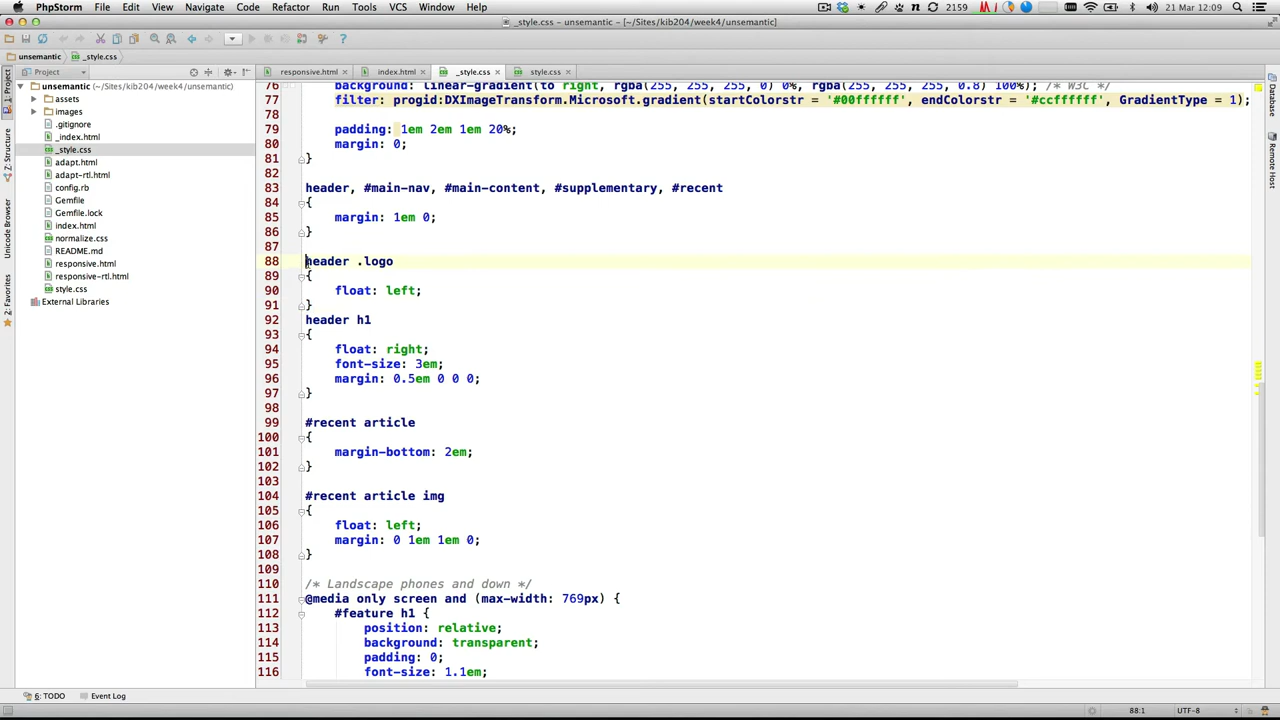 PhpStorm File Edit View Navigate Code Refactor Run Tools VCS Window Help 2159 21 Mar 12:09
_style.css - unsemantic - [~/Sites/kib204/week4/unsemantic]
unsemantic _style.css
Project
responsive.html index.html _style.css style.css
unsemantic (~/Sites/kib204/week4/unsemantic)
assets
images
.gitignore
_index.html
_style.css
adapt.html
adapt-rtl.html
config.rb
Gemfile
Gemfile.lock
index.html
normalize.css
README.md
responsive.html
responsive-rtl.html
style.css
External Libraries
1: Project
Z: Structure
Unicode Browser
2: Favorites
76 background: linear-gradient(to right, rgba(255, 255, 255, 0) 0%, rgba(255, 255, 255, 0.8) 100%); /* W3C */
77 filter: progid:DXImageTransform.Microsoft.gradient(startColorstr = '#00ffffff', endColorstr = '#ccffffff', GradientType = 1);
78
79 padding: 1em 2em 1em 20%;
80 margin: 0;
81 }
82
83 header, #main-nav, #main-content, #supplementary, #recent
84 {
85 margin: 1em 0;
86 }
87
88 header .logo
89 {
90 float: left;
91 }
92 header h1
93 {
94 float: right;
95 font-size: 3em;
96 margin: 0.5em 0 0 0;
97 }
98
99 #recent article
100 {
101 margin-bottom: 2em;
102 }
103
104 #recent article img
105 {
106 float: left;
107 margin: 0 1em 1em 0;
108 }
109
110 /* Landscape phones and down */
111 @media only screen and (max-width: 769px) {
112 #feature h1 {
113 position: relative;
114 background: transparent;
115 padding: 0;
116 font-size: 1.1em;
Database
Remote Host
6: TODO Event Log
88:1 UTF-8